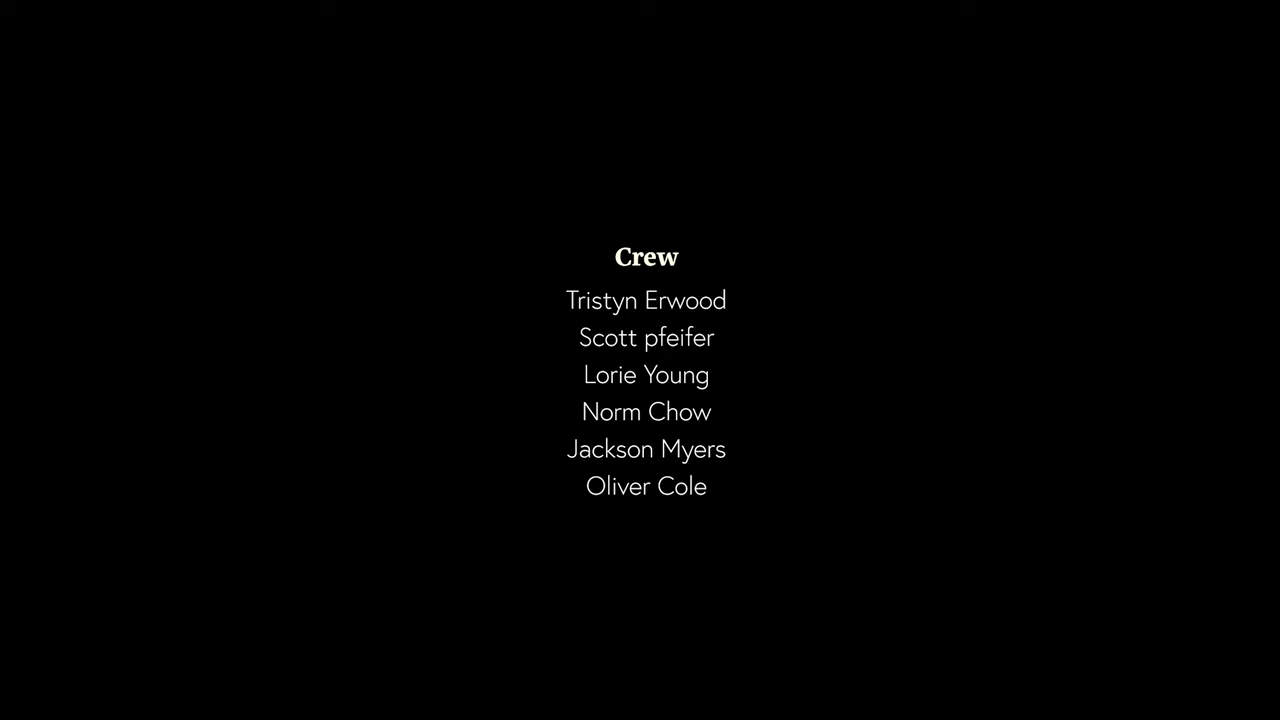 Crew
Tristyn Erwood
Scott pfeifer
Lorie Young
Norm Chow
Jackson Myers
Oliver Cole